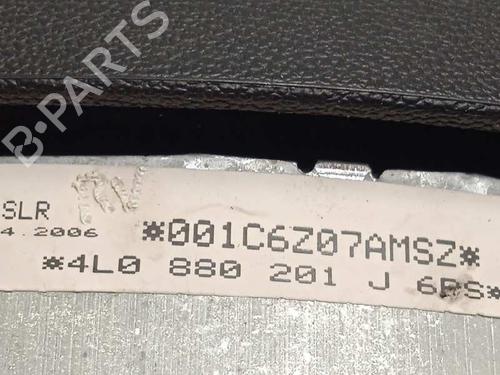 B-PARTS
SLR
4.2006
*001C6Z07AMSZ*
*4L0 880 201 J 6PS*